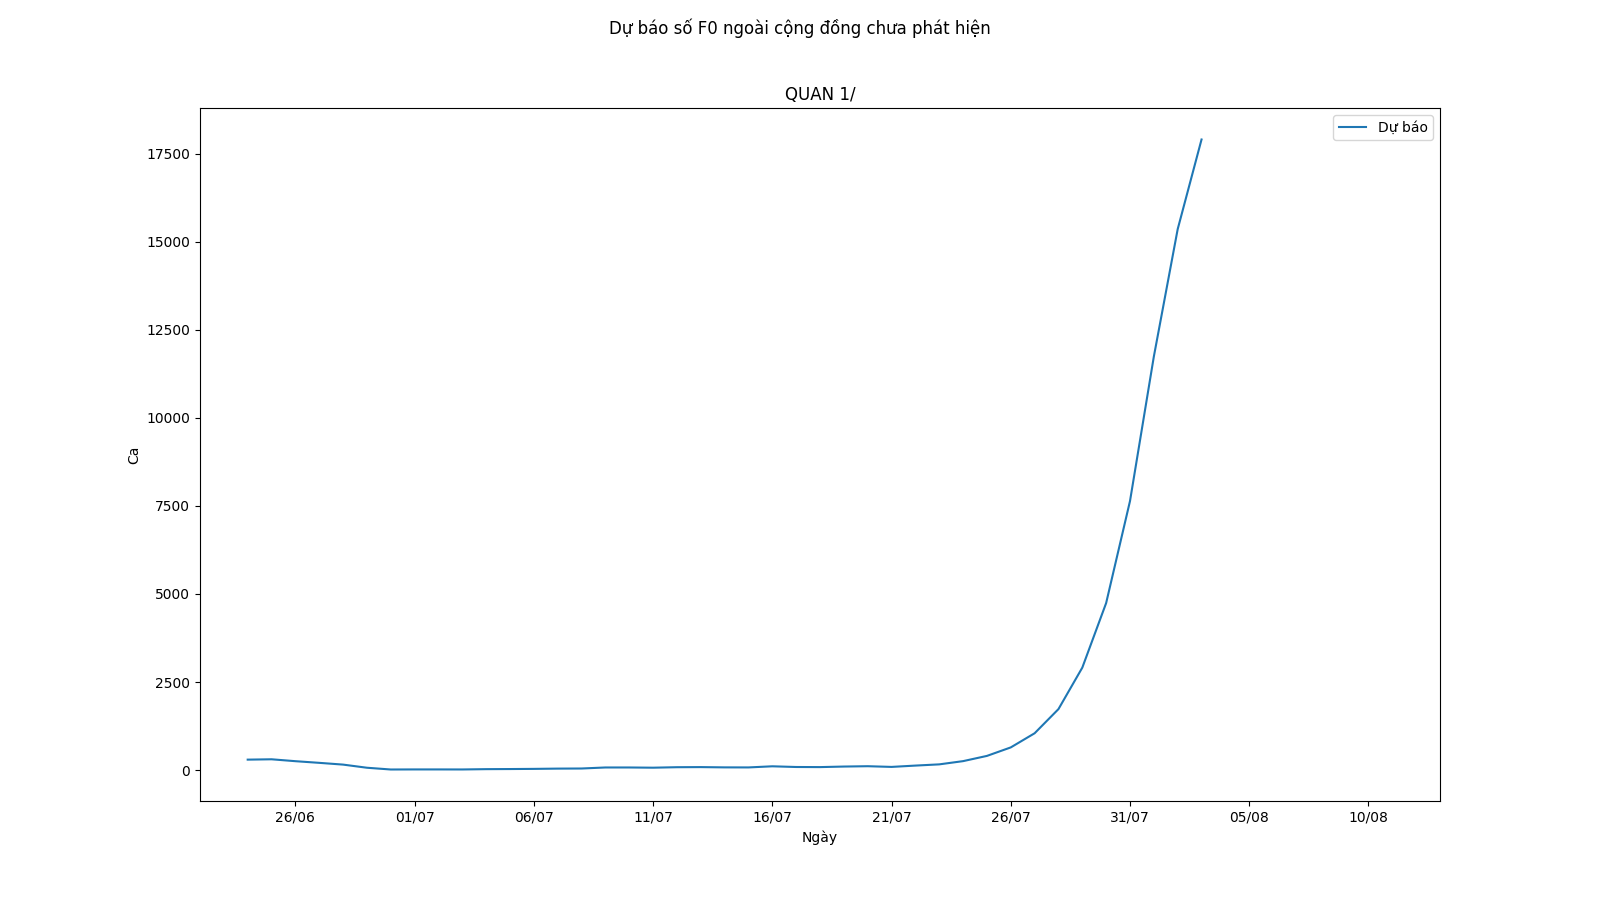 Dự báo số F0 ngoài cộng đồng chưa phát hiện
QUAN 1/
Dự báo
17500
15000
12500
10000
7500
5000
2500
0
Ca
26/06 01/07 06/07 11/07 16/07 21/07 26/07 31/07 05/08 10/08
Ngày